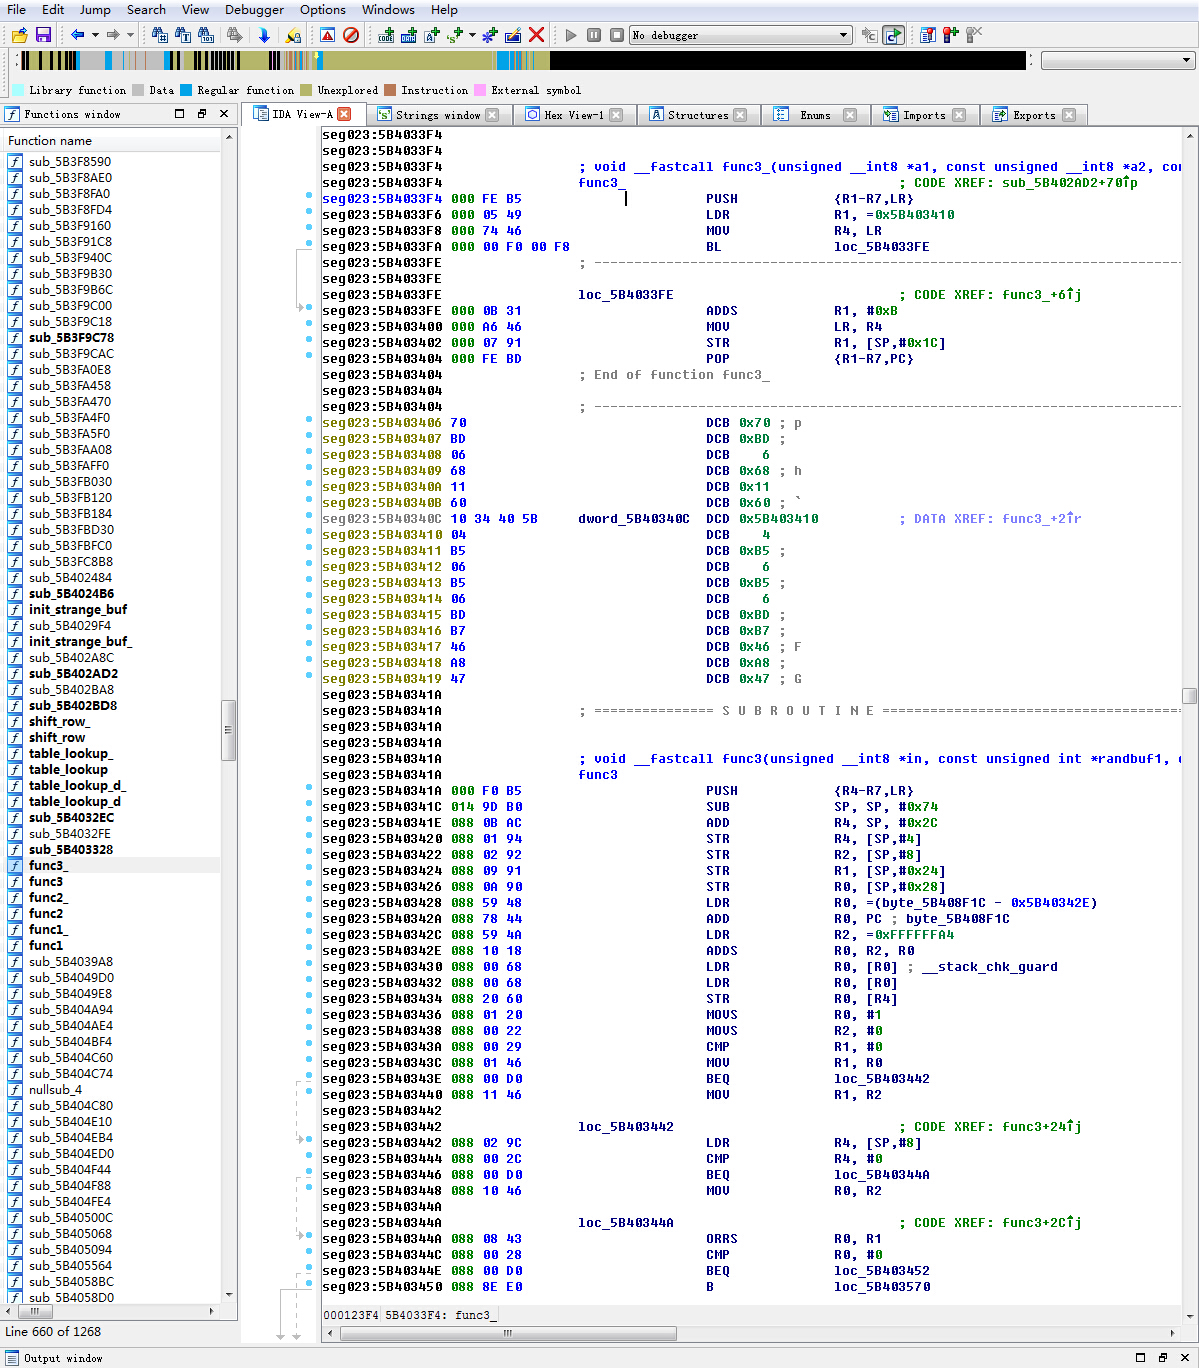 File Edit Jump Search View Debugger Options Windows Help
No debugger
Library function Data Regular function Unexplored Instruction External symbol
Functions window
IDA View-A Strings window Hex View-1 Structures Enums Imports Exports
Function name
sub_5B3F8590
sub_5B3F8AE0
sub_5B3F8FA0
sub_5B3F8FD4
sub_5B3F9160
sub_5B3F91C8
sub_5B3F940C
sub_5B3F9B30
sub_5B3F9B6C
sub_5B3F9C00
sub_5B3F9C18
sub_5B3F9C78
sub_5B3F9CAC
sub_5B3FA0E8
sub_5B3FA458
sub_5B3FA470
sub_5B3FA4F0
sub_5B3FA5F0
sub_5B3FAA08
sub_5B3FAFF0
sub_5B3FB030
sub_5B3FB120
sub_5B3FB184
sub_5B3FBD30
sub_5B3FBFC0
sub_5B3FC8B8
sub_5B402484
sub_5B4024B6
init_strange_buf
sub_5B4029F4
init_strange_buf_
sub_5B402A8C
sub_5B402AD2
sub_5B402BA8
sub_5B402BD8
shift_row_
shift_row
table_lookup_
table_lookup
table_lookup_d_
table_lookup_d
sub_5B4032EC
sub_5B4032FE
sub_5B403328
func3_
func3
func2_
func2
func1_
func1
sub_5B4039A8
sub_5B4049D0
sub_5B4049E8
sub_5B404A94
sub_5B404AE4
sub_5B404BF4
sub_5B404C60
sub_5B404C74
nullsub_4
sub_5B404C80
sub_5B404E10
sub_5B404EB4
sub_5B404ED0
sub_5B404F44
sub_5B404F88
sub_5B404FE4
sub_5B40500C
sub_5B405068
sub_5B405094
sub_5B405564
sub_5B4058BC
sub_5B4058D0
Line 660 of 1268
seg023:5B4033F4
seg023:5B4033F4
seg023:5B4033F4 ; void __fastcall func3_(unsigned __int8 *a1, const unsigned __int8 *a2, co
seg023:5B4033F4 func3_ ; CODE XREF: sub_5B402AD2+70↑p
seg023:5B4033F4 000 FE B5 PUSH {R1-R7,LR}
seg023:5B4033F6 000 05 49 LDR R1, =0x5B403410
seg023:5B4033F8 000 74 46 MOV R4, LR
seg023:5B4033FA 000 00 F0 00 F8 BL loc_5B4033FE
seg023:5B4033FE ; ---------------------------------------------------------------------------
seg023:5B4033FE
seg023:5B4033FE loc_5B4033FE ; CODE XREF: func3_+6↑j
seg023:5B4033FE 000 0B 31 ADDS R1, #0xB
seg023:5B403400 000 A6 46 MOV LR, R4
seg023:5B403402 000 07 91 STR R1, [SP,#0x1C]
seg023:5B403404 000 FE BD POP {R1-R7,PC}
seg023:5B403404 ; End of function func3_
seg023:5B403404
seg023:5B403404 ; ---------------------------------------------------------------------------
seg023:5B403406 70 DCB 0x70 ; p
seg023:5B403407 BD DCB 0xBD ;
seg023:5B403408 06 DCB 6
seg023:5B403409 68 DCB 0x68 ; h
seg023:5B40340A 11 DCB 0x11
seg023:5B40340B 60 DCB 0x60 ; `
seg023:5B40340C 10 34 40 5B dword_5B40340C DCD 0x5B403410 ; DATA XREF: func3_+2↑r
seg023:5B403410 04 DCB 4
seg023:5B403411 B5 DCB 0xB5 ;
seg023:5B403412 06 DCB 6
seg023:5B403413 B5 DCB 0xB5 ;
seg023:5B403414 06 DCB 6
seg023:5B403415 BD DCB 0xBD ;
seg023:5B403416 B7 DCB 0xB7 ;
seg023:5B403417 46 DCB 0x46 ; F
seg023:5B403418 A8 DCB 0xA8 ;
seg023:5B403419 47 DCB 0x47 ; G
seg023:5B40341A
seg023:5B40341A ; =============== S U B R O U T I N E ======================================
seg023:5B40341A
seg023:5B40341A
seg023:5B40341A ; void __fastcall func3(unsigned __int8 *in, const unsigned int *randbuf1, c
seg023:5B40341A func3
seg023:5B40341A 000 F0 B5 PUSH {R4-R7,LR}
seg023:5B40341C 014 9D B0 SUB SP, SP, #0x74
seg023:5B40341E 088 0B AC ADD R4, SP, #0x2C
seg023:5B403420 088 01 94 STR R4, [SP,#4]
seg023:5B403422 088 02 92 STR R2, [SP,#8]
seg023:5B403424 088 09 91 STR R1, [SP,#0x24]
seg023:5B403426 088 0A 90 STR R0, [SP,#0x28]
seg023:5B403428 088 59 48 LDR R0, =(byte_5B408F1C - 0x5B40342E)
seg023:5B40342A 088 78 44 ADD R0, PC ; byte_5B408F1C
seg023:5B40342C 088 59 4A LDR R2, =0xFFFFFFA4
seg023:5B40342E 088 10 18 ADDS R0, R2, R0
seg023:5B403430 088 00 68 LDR R0, [R0] ; __stack_chk_guard
seg023:5B403432 088 00 68 LDR R0, [R0]
seg023:5B403434 088 20 60 STR R0, [R4]
seg023:5B403436 088 01 20 MOVS R0, #1
seg023:5B403438 088 00 22 MOVS R2, #0
seg023:5B40343A 088 00 29 CMP R1, #0
seg023:5B40343C 088 01 46 MOV R1, R0
seg023:5B40343E 088 00 D0 BEQ loc_5B403442
seg023:5B403440 088 11 46 MOV R1, R2
seg023:5B403442
seg023:5B403442 loc_5B403442 ; CODE XREF: func3+24↑j
seg023:5B403442 088 02 9C LDR R4, [SP,#8]
seg023:5B403444 088 00 2C CMP R4, #0
seg023:5B403446 088 00 D0 BEQ loc_5B40344A
seg023:5B403448 088 10 46 MOV R0, R2
seg023:5B40344A
seg023:5B40344A loc_5B40344A ; CODE XREF: func3+2C↑j
seg023:5B40344A 088 08 43 ORRS R0, R1
seg023:5B40344C 088 00 28 CMP R0, #0
seg023:5B40344E 088 00 D0 BEQ loc_5B403452
seg023:5B403450 088 8E E0 B loc_5B403570
000123F4 5B4033F4: func3_
Output window